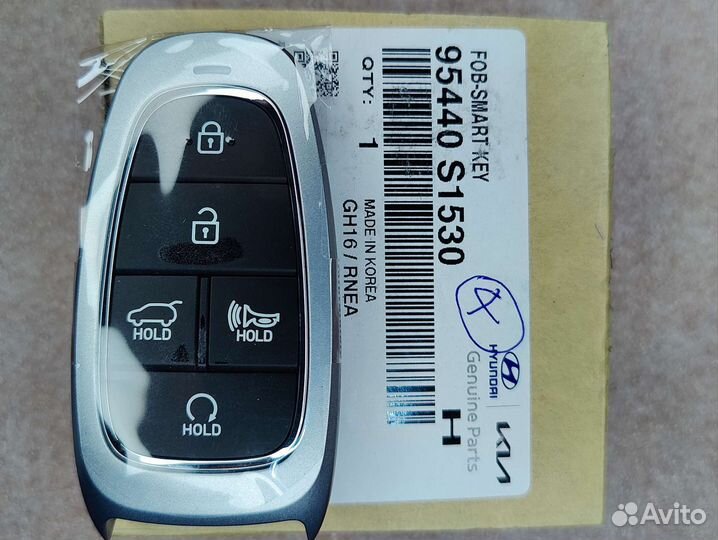 HOLD
HOLD
HOLD
FOB-SMART KEY
95440 S1530
QTY: 1
MADE IN KOREA
GH16 / RNEA
H
4
HYUNDAI
KIA
Genuine Parts
Avito